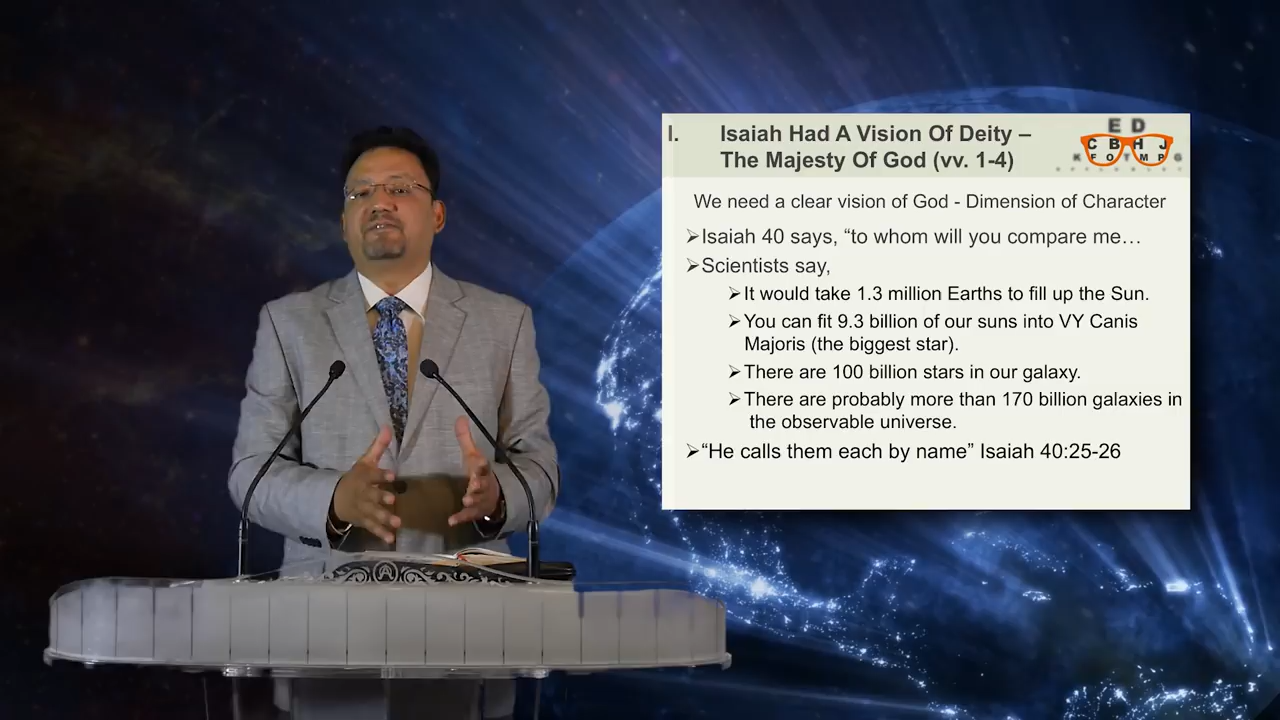 I. Isaiah Had A Vision Of Deity –
The Majesty Of God (vv. 1-4)
E D
C B H J
K F O T M P G
We need a clear vision of God - Dimension of Character
➢Isaiah 40 says, “to whom will you compare me…
➢Scientists say,
➢It would take 1.3 million Earths to fill up the Sun.
➢You can fit 9.3 billion of our suns into VY Canis
Majoris (the biggest star).
➢There are 100 billion stars in our galaxy.
➢There are probably more than 170 billion galaxies in
the observable universe.
➢“He calls them each by name” Isaiah 40:25-26